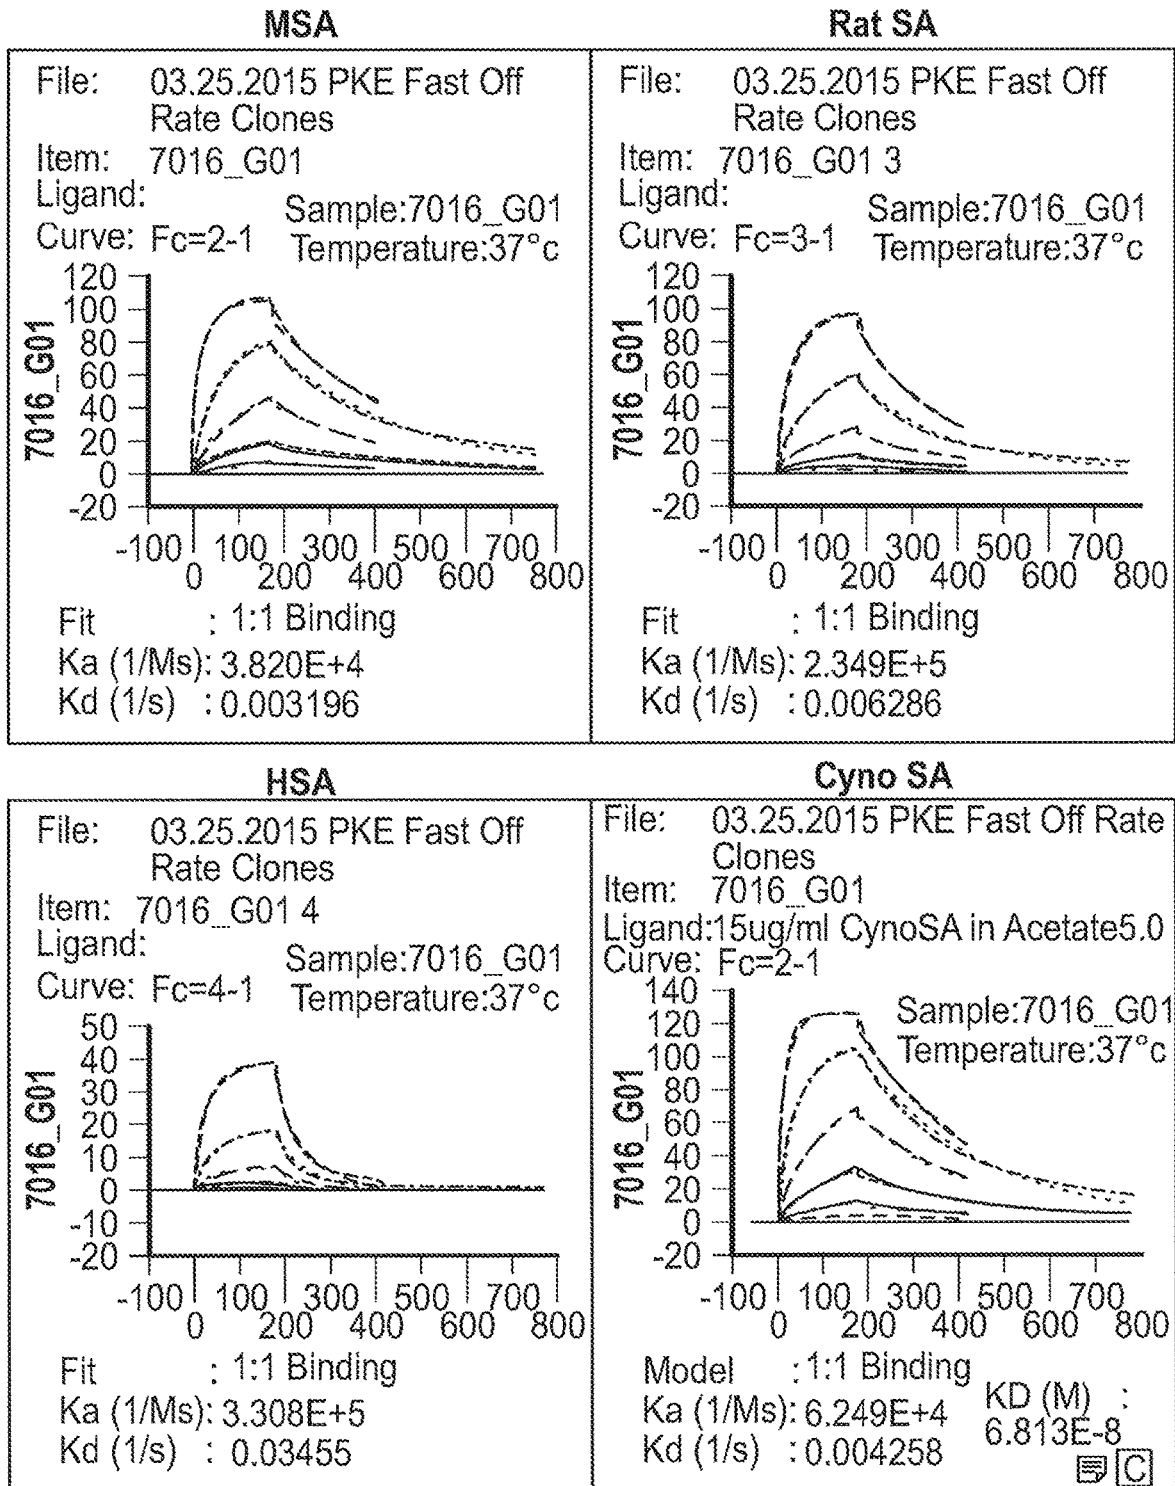 MSA
File: 03.25.2015 PKE Fast Off
Rate Clones
Item: 7016_G01
Ligand:
Sample:7016_G01
Curve: Fc=2-1
Temperature:37°c
7016_G01
120
100
80
60
40
20
0
-20
-100 100 300 500 700
0 200 400 600 800
Fit : 1:1 Binding
Ka (1/Ms): 3.820E+4
Kd (1/s) : 0.003196
Rat SA
File: 03.25.2015 PKE Fast Off
Rate Clones
Item: 7016_G01 3
Ligand:
Sample:7016_G01
Curve: Fc=3-1
Temperature:37°c
7016_G01
120
100
80
60
40
20
0
-20
-100 100 300 500 700
0 200 400 600 800
Fit : 1:1 Binding
Ka (1/Ms): 2.349E+5
Kd (1/s) : 0.006286
HSA
File: 03.25.2015 PKE Fast Off
Rate Clones
Item: 7016_G01 4
Ligand:
Sample:7016_G01
Curve: Fc=4-1
Temperature:37°c
7016_G01
50
40
30
20
10
0
-10
-20
-100 100 300 500 700
0 200 400 600 800
Fit : 1:1 Binding
Ka (1/Ms): 3.308E+5
Kd (1/s) : 0.03455
Cyno SA
File: 03.25.2015 PKE Fast Off Rate
Clones
Item: 7016_G01
Ligand:15ug/ml CynoSA in Acetate5.0
Curve: Fc=2-1
Sample:7016_G01
Temperature:37°c
7016_G01
140
120
100
80
60
40
20
0
-20
-100 100 300 500 700
0 200 400 600 800
Model : 1:1 Binding
Ka (1/Ms): 6.249E+4
KD (M) :
6.813E-8
Kd (1/s) : 0.004258
C